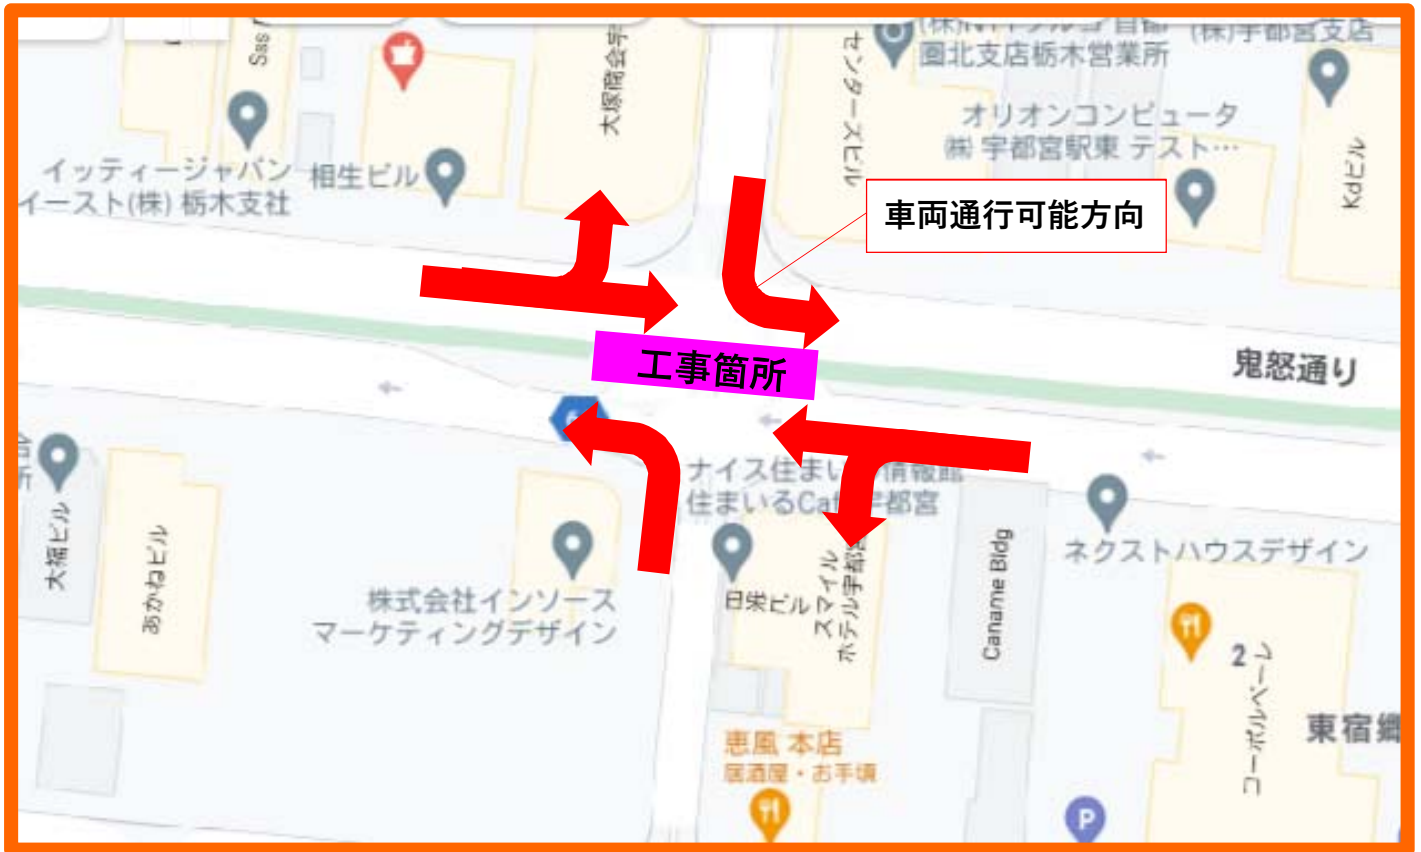 圏北支店栃木営業所
(株)宇都宮支店
大塚商会宇
センターズビル
オリオンコンピュータ
㈱ 宇都宮駅東 テスト…
Kdビル
イッティージャパン
イースト(株) 栃木支社
相生ビル
車両通行可能方向
工事箇所
鬼怒通り
ナイス住まい 情報館
住まいるCaf 宇都宮
大福ビル
あかねビル
株式会社インソース
マーケティングデザイン
日栄ビル
スマイル
ホテル宇都宮
Caname Bldg
ネクストハウスデザイン
2
コーポルベーレ
東宿郷
恵風 本店
居酒屋・お手頃
P